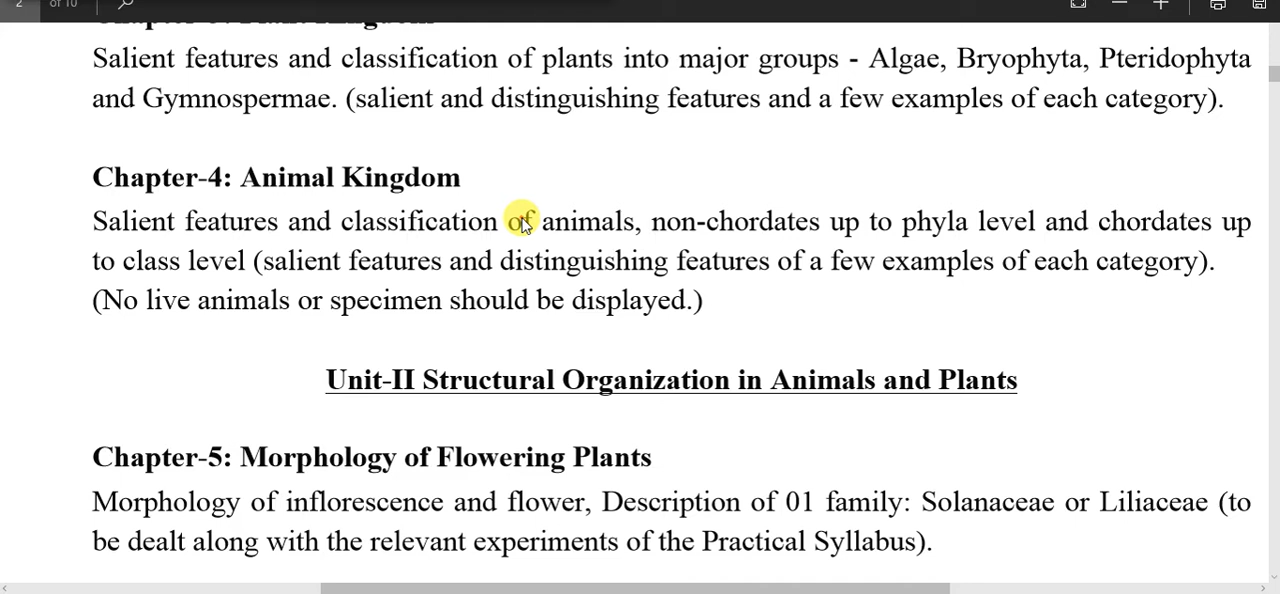 2 of 10
Salient features and classification of plants into major groups - Algae, Bryophyta, Pteridophyta
and Gymnospermae. (salient and distinguishing features and a few examples of each category).
Chapter-4: Animal Kingdom
Salient features and classification of animals, non-chordates up to phyla level and chordates up
to class level (salient features and distinguishing features of a few examples of each category).
(No live animals or specimen should be displayed.)
Unit-II Structural Organization in Animals and Plants
Chapter-5: Morphology of Flowering Plants
Morphology of inflorescence and flower, Description of 01 family: Solanaceae or Liliaceae (to
be dealt along with the relevant experiments of the Practical Syllabus).